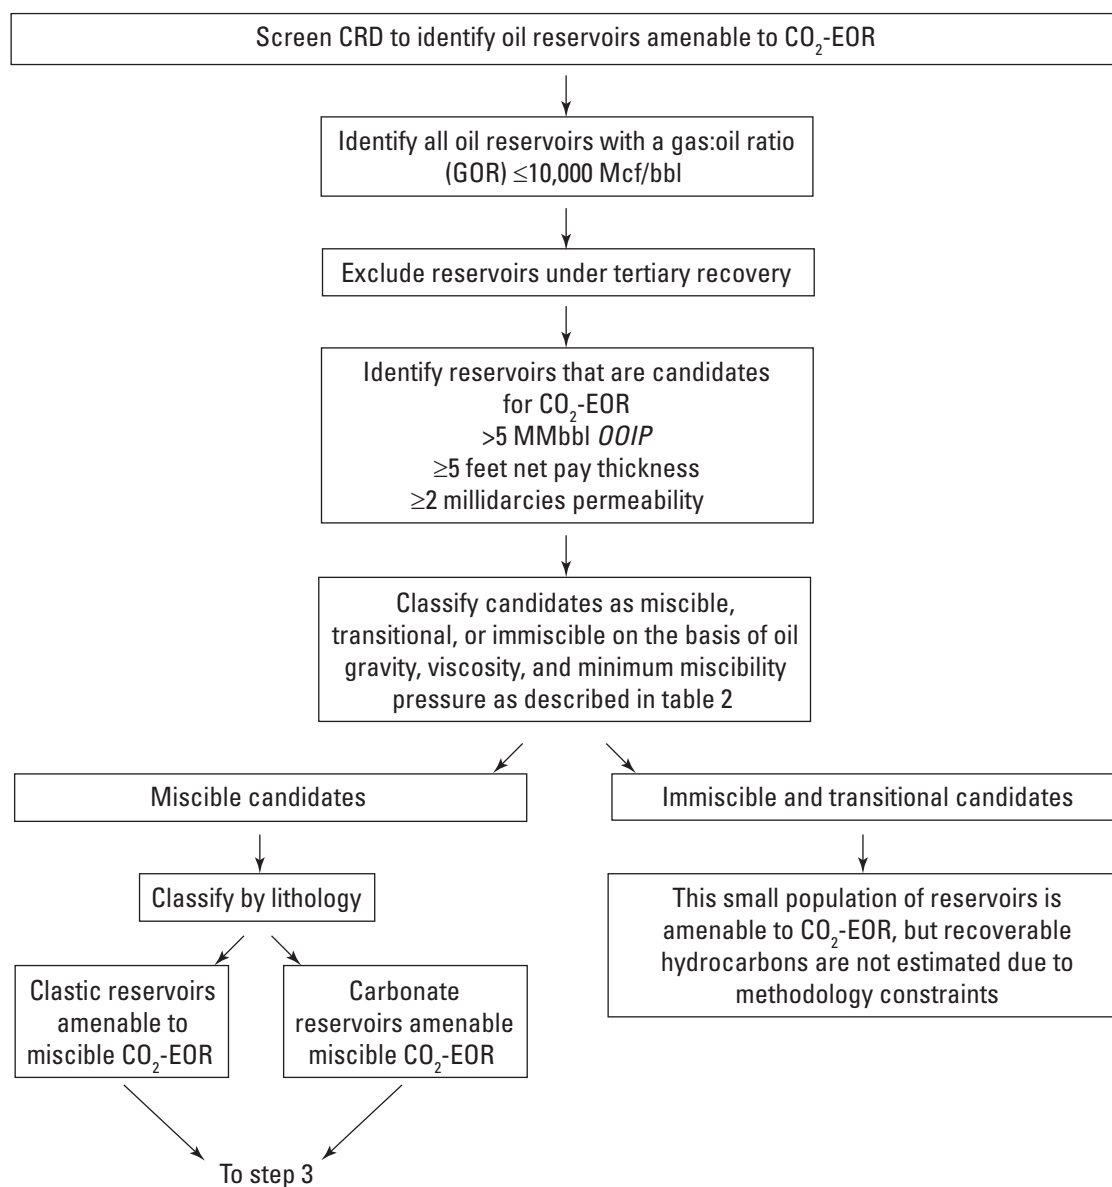 Screen CRD to identify oil reservoirs amenable to CO₂-EOR
Identify all oil reservoirs with a gas:oil ratio
(GOR) ≤10,000 Mcf/bbl
Exclude reservoirs under tertiary recovery
Identify reservoirs that are candidates
for CO₂-EOR
>5 MMbbl OOIP
≥5 feet net pay thickness
≥2 millidarcies permeability
Classify candidates as miscible,
transitional, or immiscible on the basis of oil
gravity, viscosity, and minimum miscibility
pressure as described in table 2
Miscible candidates
Immiscible and transitional candidates
Classify by lithology
This small population of reservoirs is
amenable to CO₂-EOR, but recoverable
hydrocarbons are not estimated due to
methodology constraints
Clastic reservoirs
amenable to
miscible CO₂-EOR
Carbonate
reservoirs amenable
miscible CO₂-EOR
To step 3